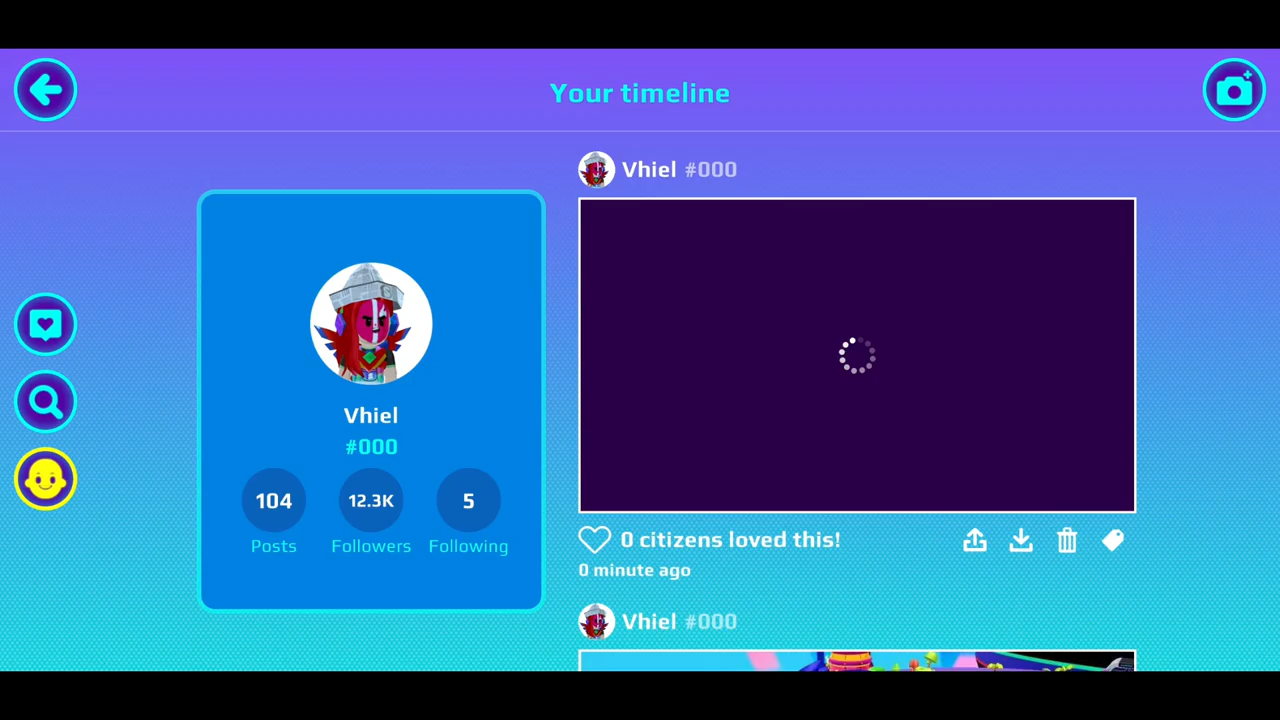 Your timeline
Vhiel #000
Vhiel
#000
104
12.3K
5
Posts
Followers
Following
0 citizens loved this!
0 minute ago
Vhiel #000